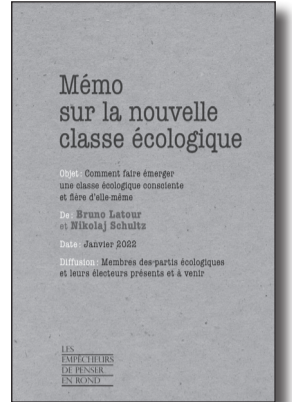 Mémo
sur la nouvelle
classe écologique
Objet : Comment faire émerger
une classe écologique consciente
et fière d'elle-même
De : Bruno Latour
et Nikolaj Schultz
Date : Janvier 2022
Diffusion : Membres des partis écologiques
et leurs électeurs présents et à venir
LES
EMPÊCHEURS
DE PENSER
EN ROND